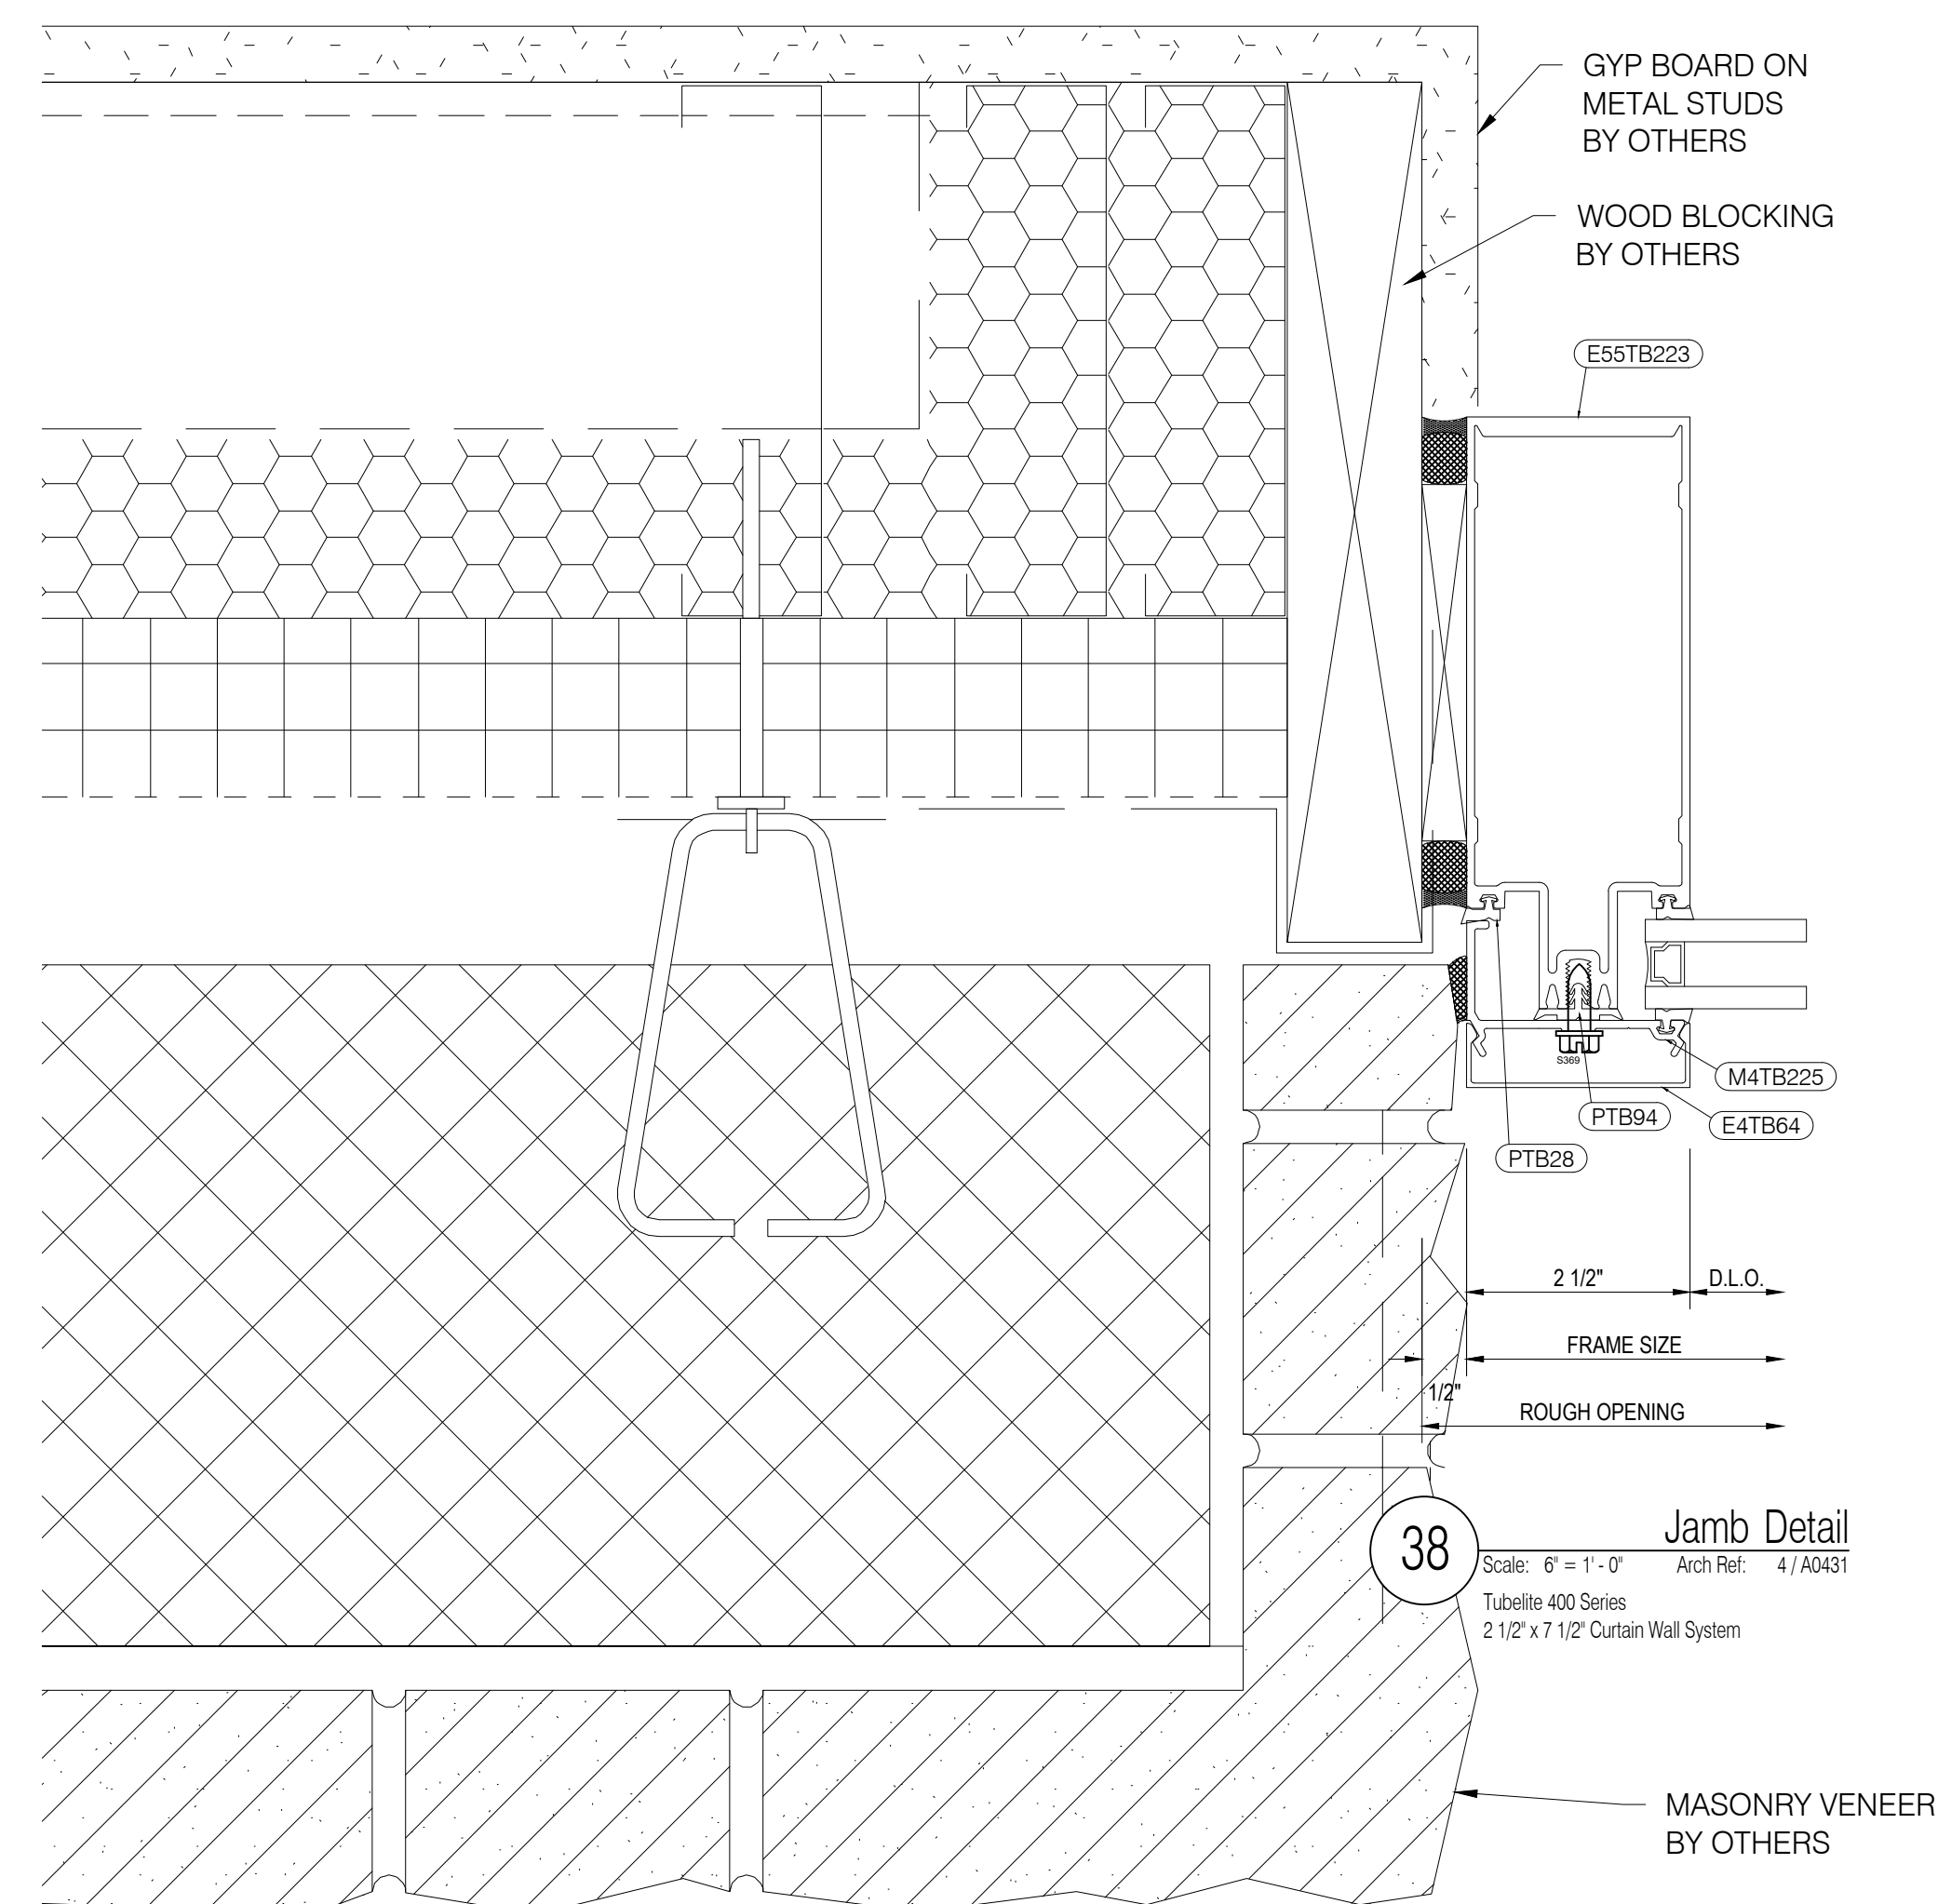 GYP BOARD ON
METAL STUDS
BY OTHERS
WOOD BLOCKING
BY OTHERS
E55TB223
S369
M4TB225
PTB94
E4TB64
PTB28
2 1/2" D.L.O.
FRAME SIZE
1/2"
ROUGH OPENING
38
Jamb Detail
Scale: 6" = 1' - 0" Arch Ref: 4 / A0431
Tubelite 400 Series
2 1/2" x 7 1/2" Curtain Wall System
MASONRY VENEER
BY OTHERS